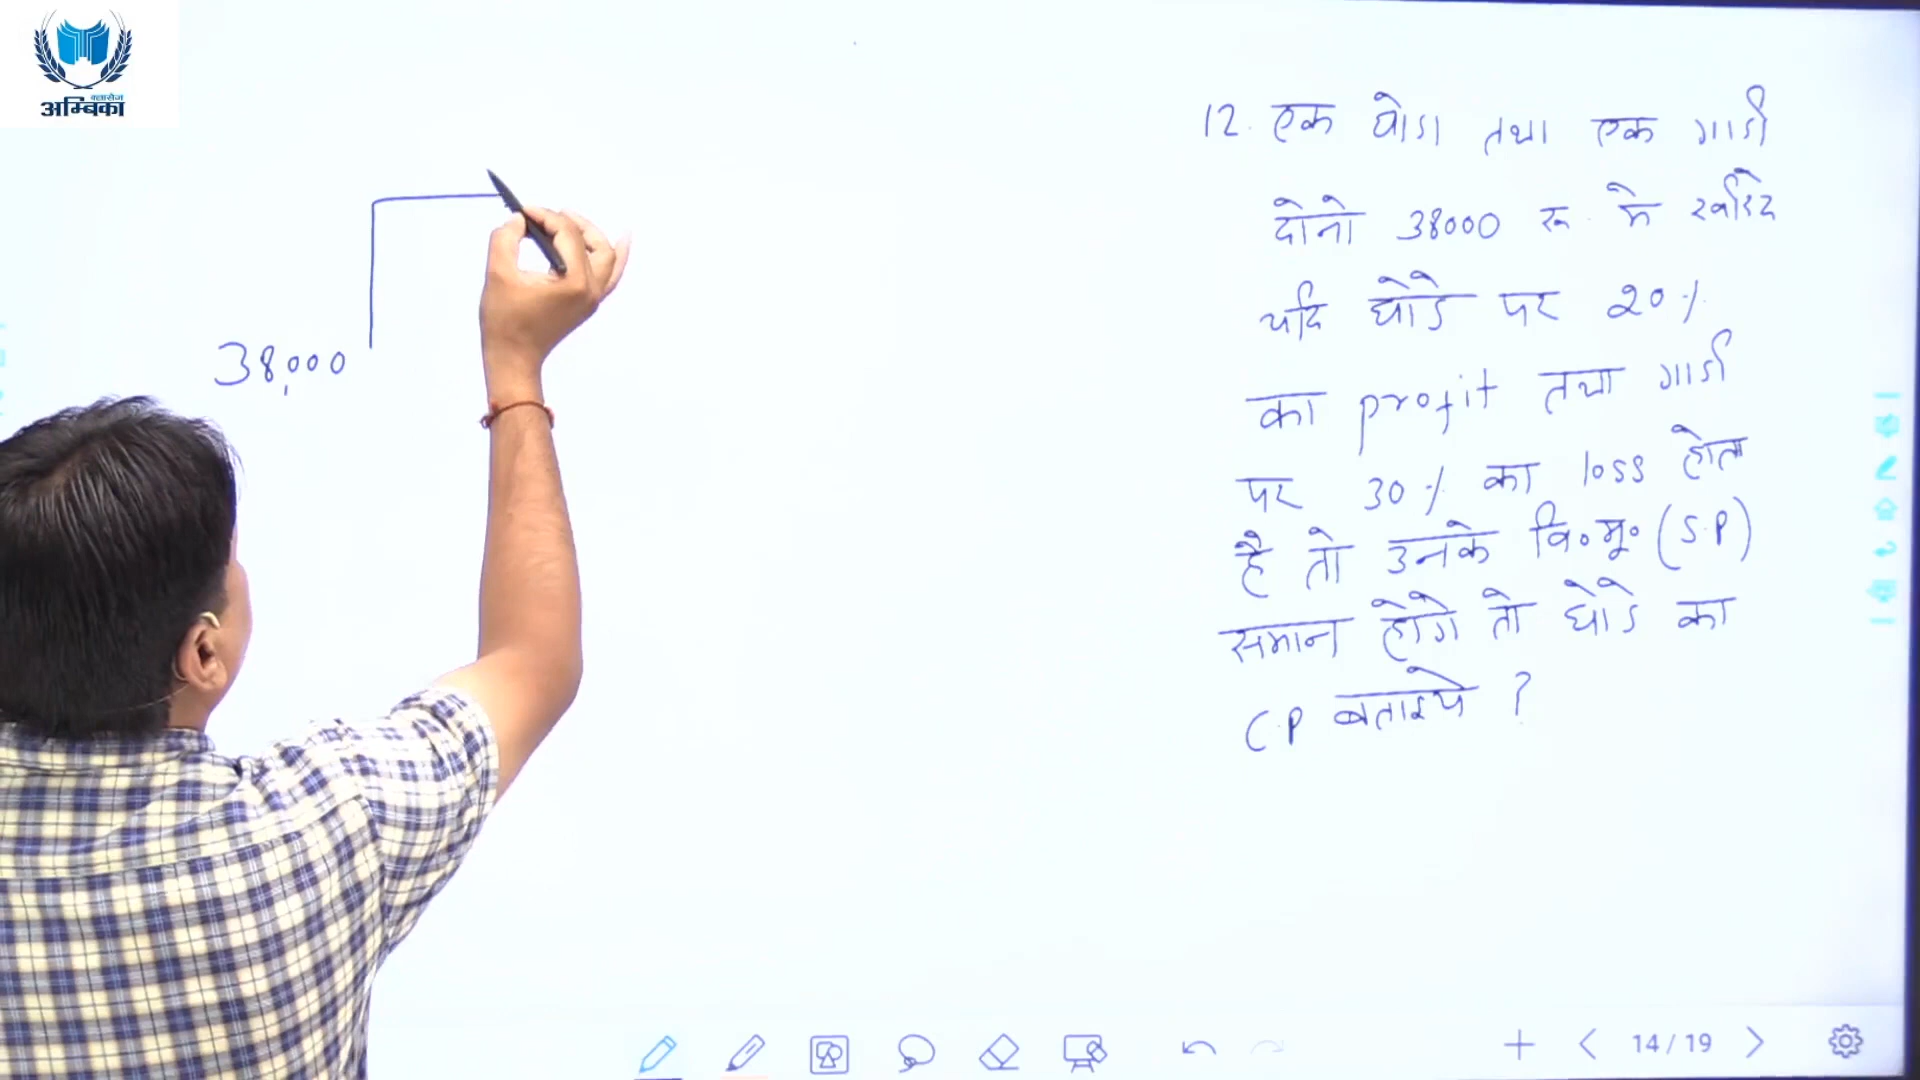 क्लासेज
अम्बिका
38,000
12. एक घोडा तथा एक गाडी
दोनो 38000 रू. मे खरीदे
यदि घोडे पर 20%
का profit तथा गाडी
पर 30% का loss होता
है तो उनके वि०मू० (S.P)
समान होगे तो घोडे का
C.P बताइये ?
14/19